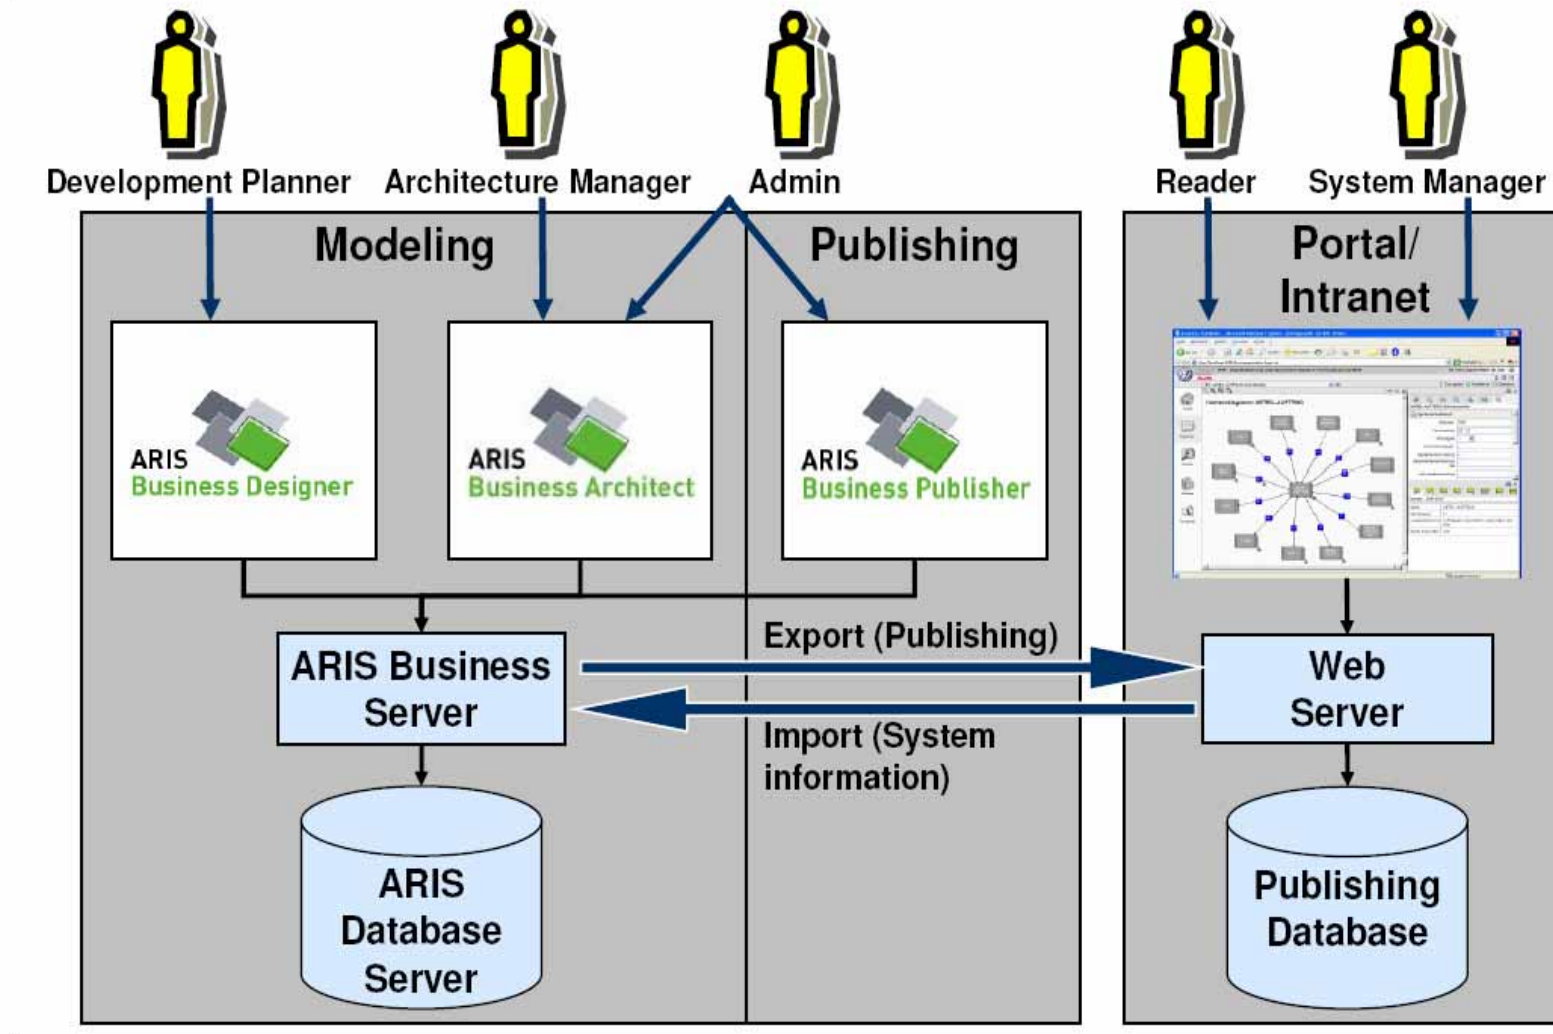 Development Planner
Architecture Manager
Admin
Reader
System Manager
Modeling
Publishing
Portal/
Intranet
ARIS
Business Designer
ARIS
Business Architect
ARIS
Business Publisher
Export (Publishing)
ARIS Business
Server
Web
Server
Import (System
information)
ARIS
Database
Server
Publishing
Database